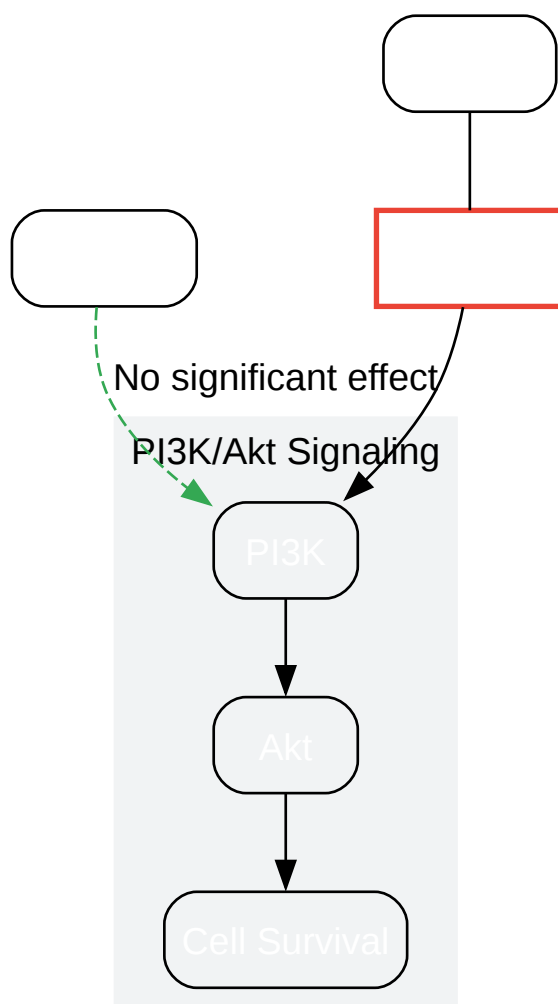 No significant effect
PI3K/Akt Signaling
PI3K
Akt
Cell Survival